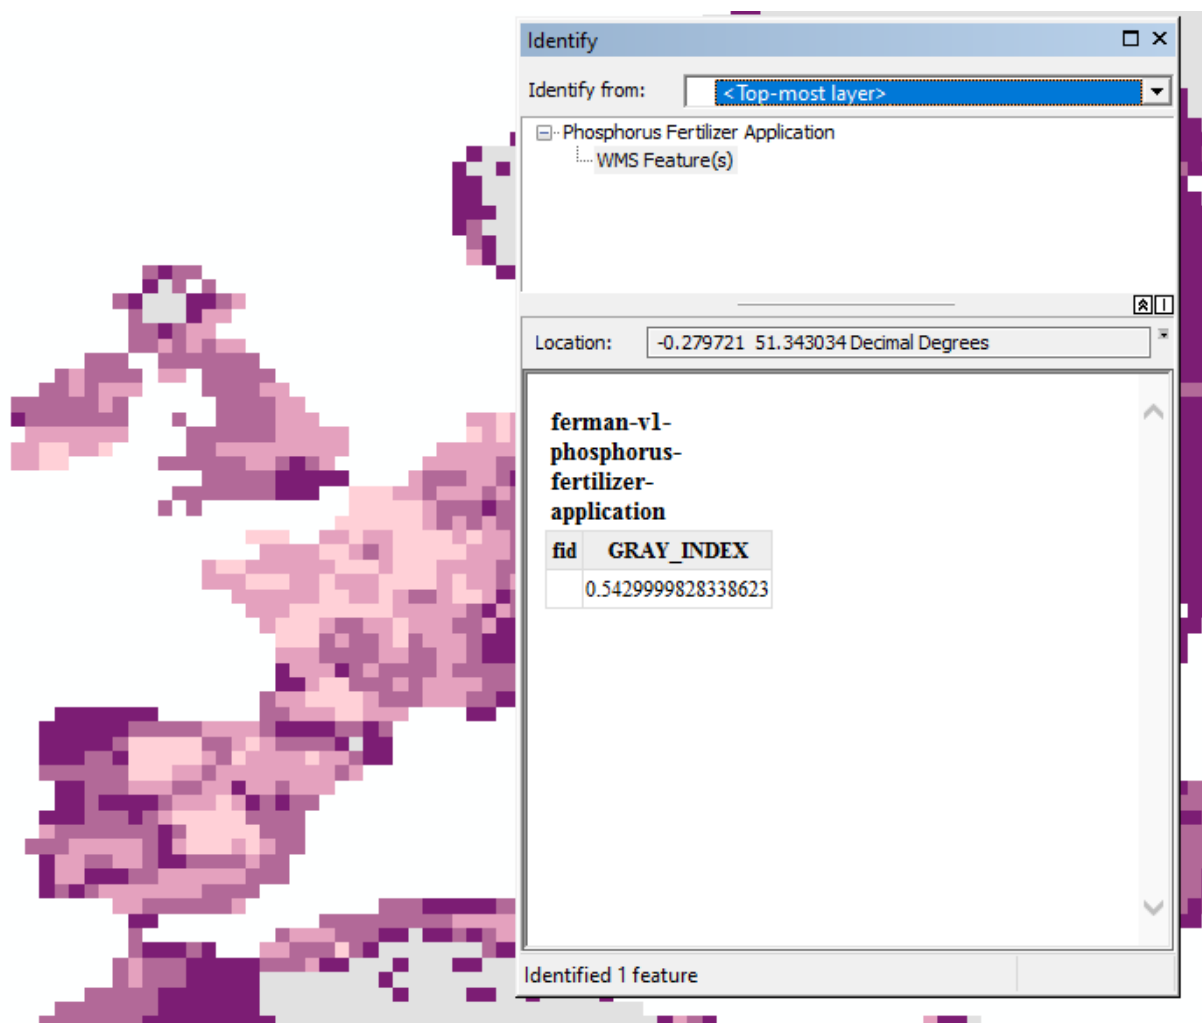 Identify
Identify from: <Top-most layer>
Phosphorus Fertilizer Application
WMS Feature(s)
Location: -0.279721 51.343034 Decimal Degrees
ferman-v1-
phosphorus-
fertilizer-
application
fid GRAY_INDEX
0.5429999828338623
Identified 1 feature